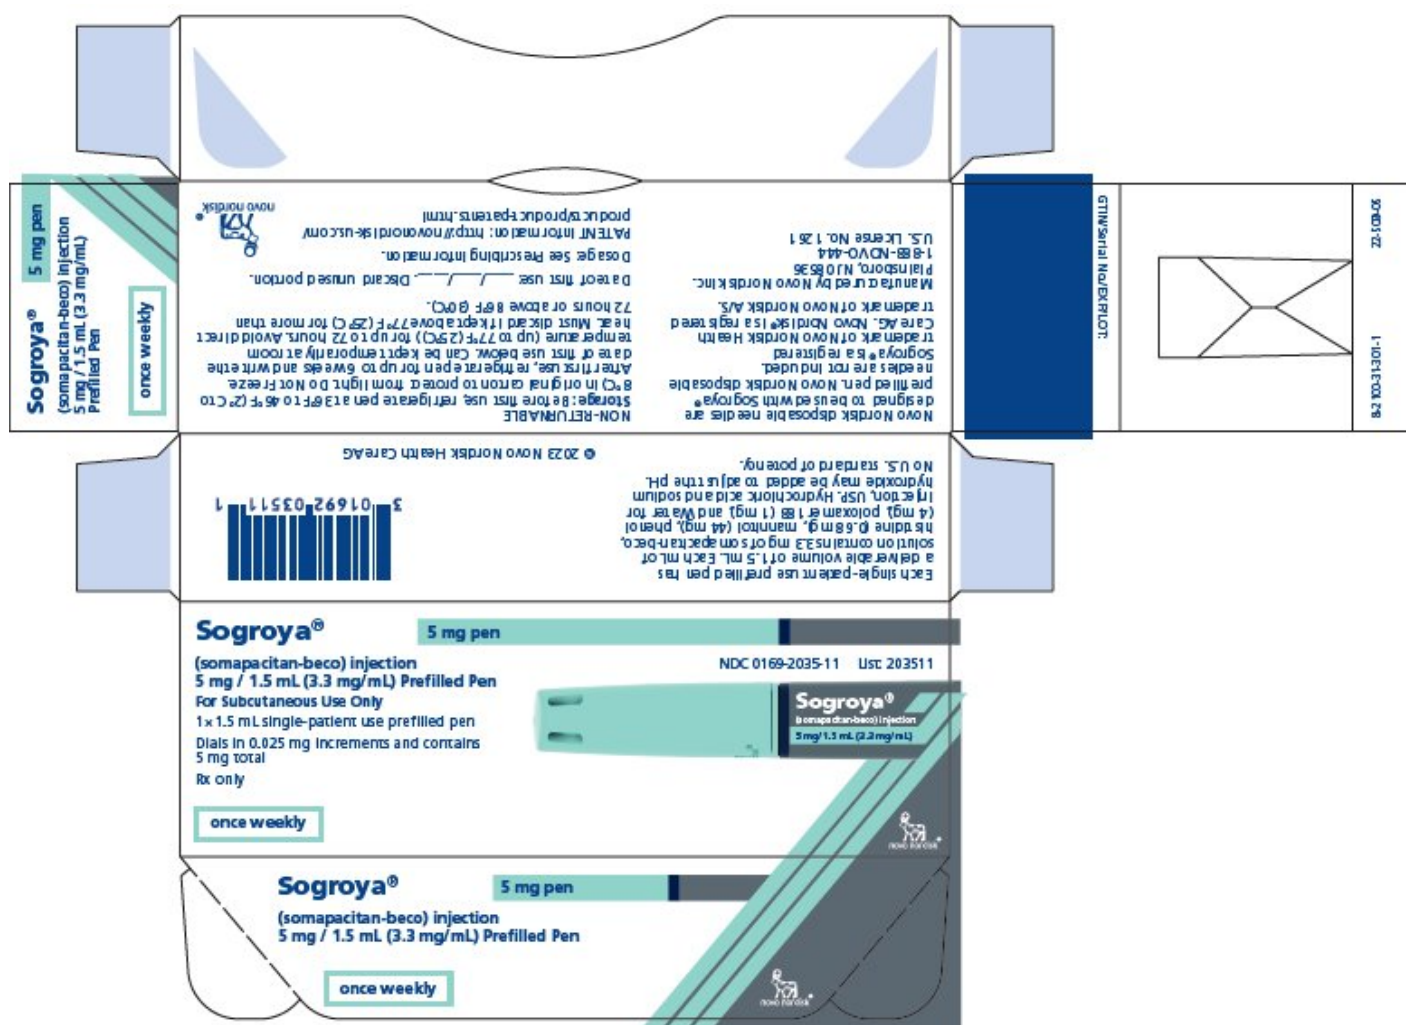 Sogroya®
5 mg pen
(somapacitan-beco) injection
5 mg / 1.5 mL (3.3 mg/mL)
Prefilled Pen
once weekly
NON-RETURNABLE
Storage: Before first use, refrigerate pen at 36°F to 46°F (2°C to
8°C) in original carton to protect from light. Do Not Freeze.
After first use, refrigerate pen for up to 6 weeks and write the
date of first use below. Can be kept temporarily at room
temperature (up to 77°F (25°C)) for up to 72 hours. Avoid direct
heat. Must discard if kept above 77°F (25°C) for more than
72 hours or above 86°F (30°C).
Date of first use: ____/____/____. Discard unused portion.
Dosage: See Prescribing Information.
PATENT Information: http://novonordisk-us.com/
products/product-patents.html
novo nordisk®
Novo Nordisk disposable needles are
designed to be used with Sogroya®
prefilled pen. Novo Nordisk disposable
needles are not included.
Sogroya® is a registered
trademark of Novo Nordisk Health
Care AG. Novo Nordisk® is a registered
trademark of Novo Nordisk A/S.
Manufactured by Novo Nordisk Inc.
Plainsboro, NJ 08536
1-888-NOVO-444
U.S. License No. 1261
GTIN/Serial No./EXP/LOT:
8-2100-31-301-1
© 2023 Novo Nordisk Health Care AG
3 01692 03511 1
Each single-patient use prefilled pen has
a deliverable volume of 1.5 mL. Each mL of
solution contains 3.3 mg of somapacitan-beco,
histidine (0.68 mg), mannitol (44 mg), phenol
(4 mg), poloxamer 188 (1 mg), and Water for
Injection, USP. Hydrochloric acid and sodium
hydroxide may be added to adjust the pH.
No U.S. standard of potency.
Sogroya®
5 mg pen
(somapacitan-beco) injection
5 mg / 1.5 mL (3.3 mg/mL) Prefilled Pen
NDC 0169-2035-11 List: 203511
For Subcutaneous Use Only
1 x 1.5 mL single-patient use prefilled pen
Dials in 0.025 mg increments and contains
5 mg total
Rx only
once weekly
Sogroya®
(somapacitan-beco) injection
5 mg/1.5 mL (3.3 mg/mL)
novo nordisk®
Sogroya®
5 mg pen
(somapacitan-beco) injection
5 mg / 1.5 mL (3.3 mg/mL) Prefilled Pen
once weekly
novo nordisk®